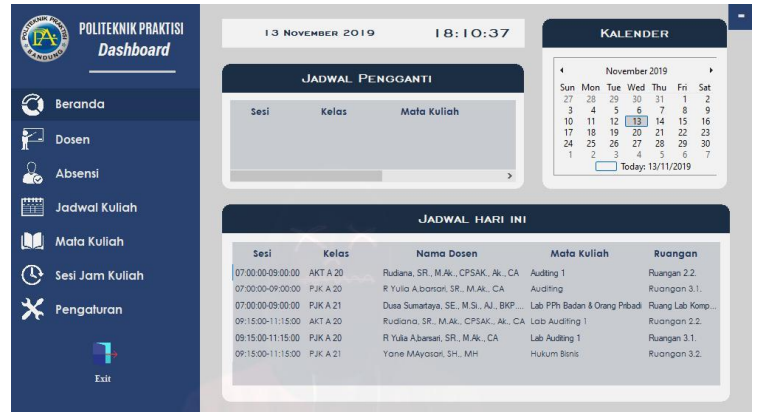 POLITEKNIK PRAKTISI
Dashboard
POLITEKNIK PRAKTISI
BANDUNG
Beranda
Dosen
Absensi
Jadwal Kuliah
Mata Kuliah
Sesi Jam Kuliah
Pengaturan
Exit
13 NOVEMBER 2019 18:10:37
JADWAL PENGGANTI
Sesi Kelas Mata Kuliah
KALENDER
November 2019
Sun Mon Tue Wed Thu Fri Sat
27 28 29 30 31 1 2
3 4 5 6 7 8 9
10 11 12 13 14 15 16
17 18 19 20 21 22 23
24 25 26 27 28 29 30
1 2 3 4 5 6 7
Today: 13/11/2019
JADWAL HARI INI
Sesi Kelas Nama Dosen Mata Kuliah Ruangan
07:00:00-09:00:00 AKT A 20 Rudiana, SR., M.Ak., CPSAK., Ak., CA Auditing 1 Ruangan 2.2.
07:00:00-09:00:00 PJK A 20 R Yulia A,barsari, SR., M.Ak., CA Auditing Ruangan 3.1.
07:00:00-09:00:00 PJK A 21 Dusa Sumartaya, SE., M.Si., AJ., BKP.... Lab PPh Badan & Orang Pribadi Ruang Lab Komp...
09:15:00-11:15:00 AKT A 20 Rudiana, SR., M.Ak., CPSAK., Ak., CA Lab Auditing 1 Ruangan 2.2.
09:15:00-11:15:00 PJK A 20 R Yulia A,barsari, SR., M.Ak., CA Lab Auditing 1 Ruangan 3.1.
09:15:00-11:15:00 PJK A 21 Yane MAyasari, SH., MH Hukum Bisnis Ruangan 3.2.